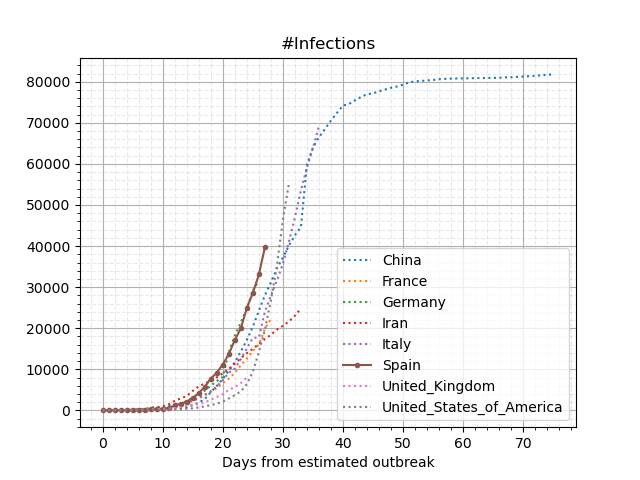 #Infections
80000
70000
60000
50000
40000
30000
20000
10000
0
China
France
Germany
Iran
Italy
Spain
United_Kingdom
United_States_of_America
0 10 20 30 40 50 60 70
Days from estimated outbreak